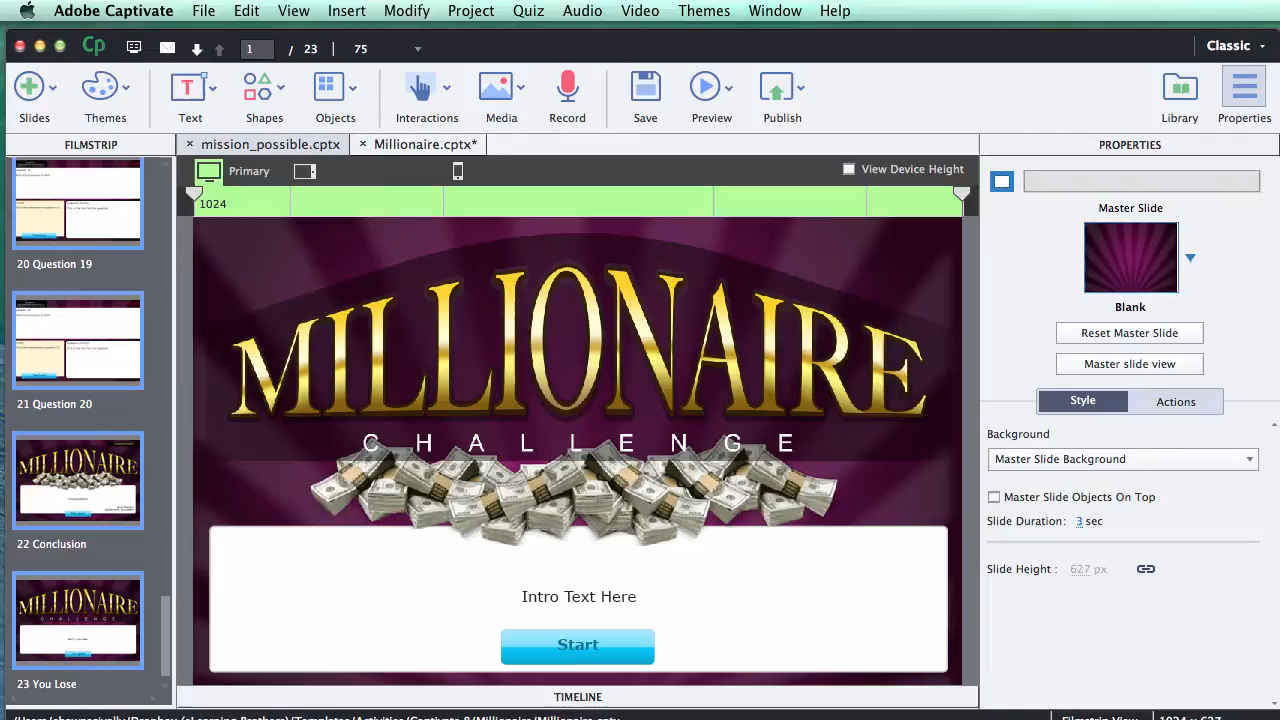 Adobe Captivate File Edit View Insert Modify Project Quiz Audio Video Themes Window Help
Cp 1 / 23 75 Classic
Slides Themes Text Shapes Objects Interactions Media Record Save Preview Publish Library Properties
FILMSTRIP × mission_possible.cptx × Millionaire.cptx* PROPERTIES
Primary View Device Height
1024
Master Slide
20 Question 19
Blank
Reset Master Slide
Master slide view
21 Question 20
Style Actions
Background
Master Slide Background
Master Slide Objects On Top
Slide Duration: 3 sec
22 Conclusion
Slide Height : 627 px
23 You Lose
MILLIONAIRE
CHALLENGE
Intro Text Here
Start
TIMELINE